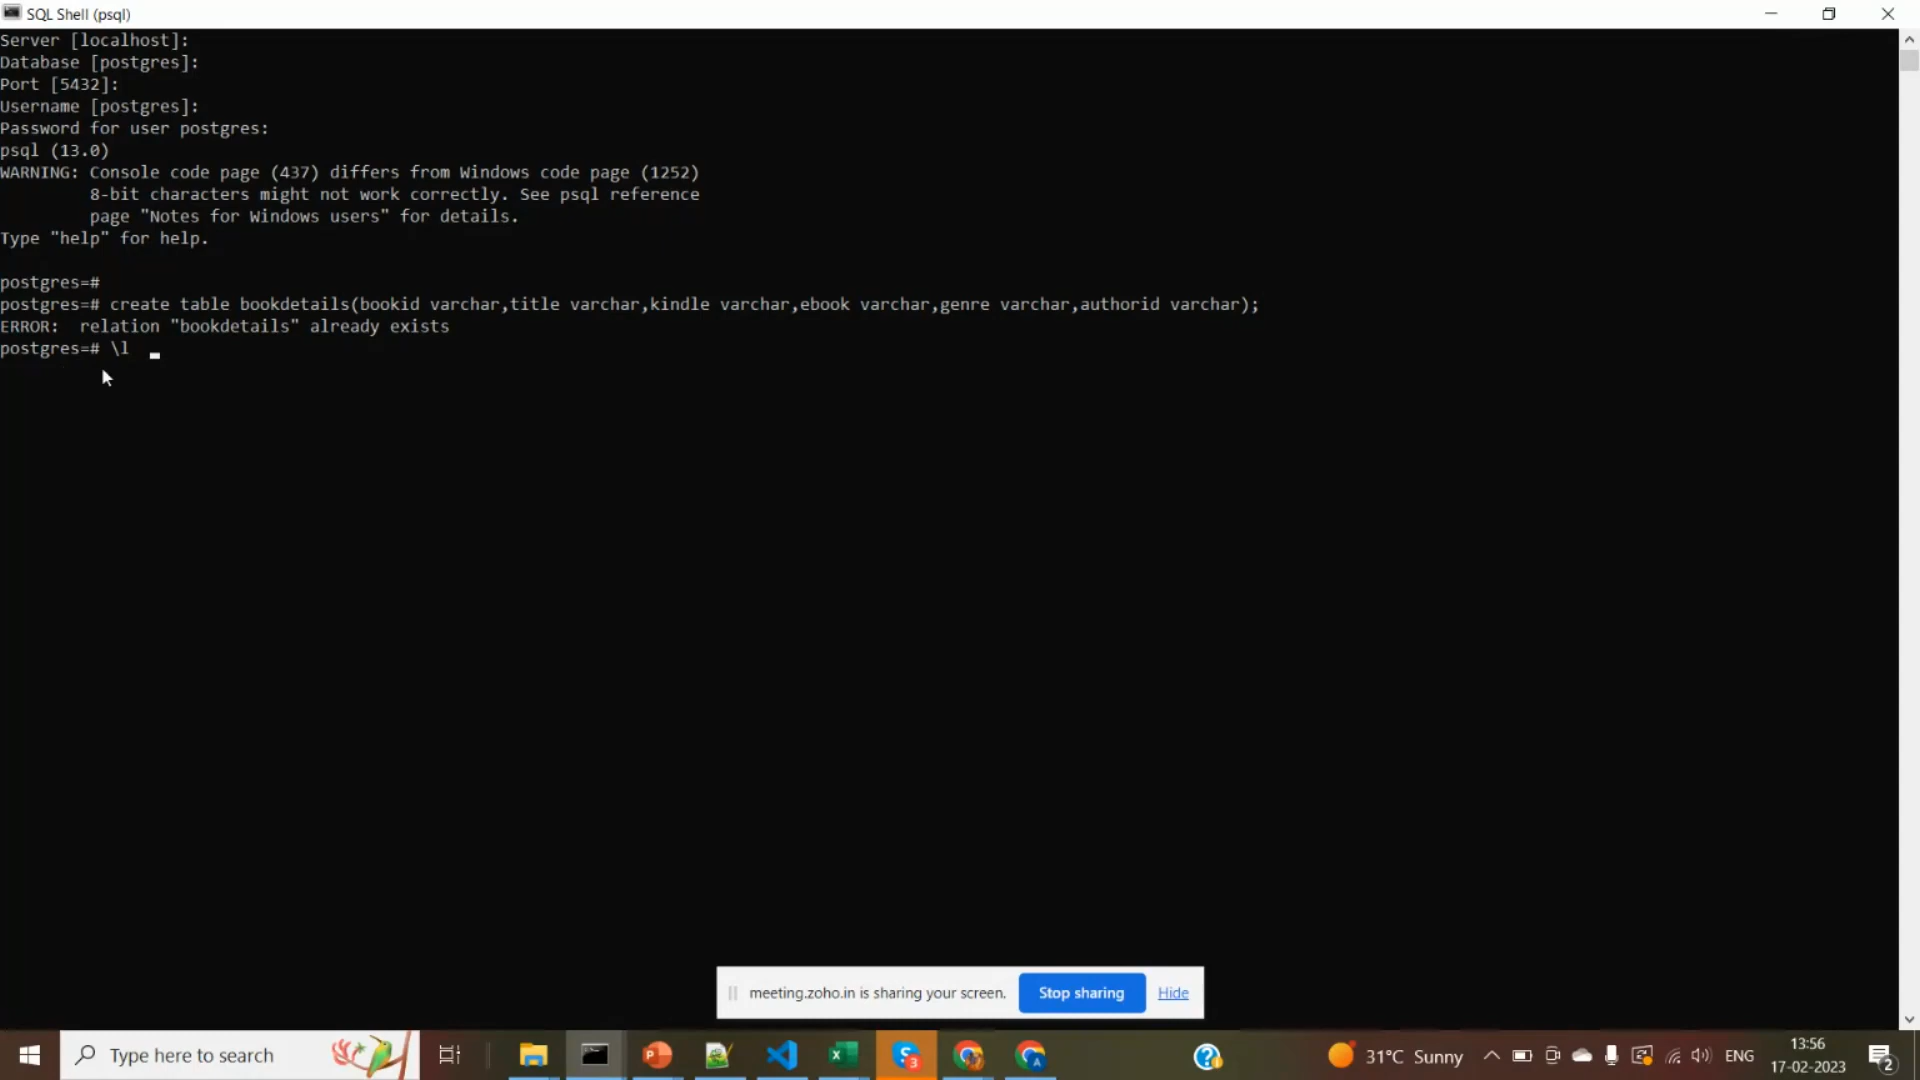 SQL Shell (psql)
Server [localhost]:
Database [postgres]:
Port [5432]:
Username [postgres]:
Password for user postgres:
psql (13.0)
WARNING: Console code page (437) differs from Windows code page (1252)
8-bit characters might not work correctly. See psql reference
page "Notes for Windows users" for details.
Type "help" for help.
postgres=#
postgres=# create table bookdetails(bookid varchar,title varchar,kindle varchar,ebook varchar,genre varchar,authorid varchar);
ERROR:  relation "bookdetails" already exists
postgres=# \l
meeting.zoho.in is sharing your screen. Stop sharing Hide
Type here to search
31°C Sunny
ENG
13:56
17-02-2023
2